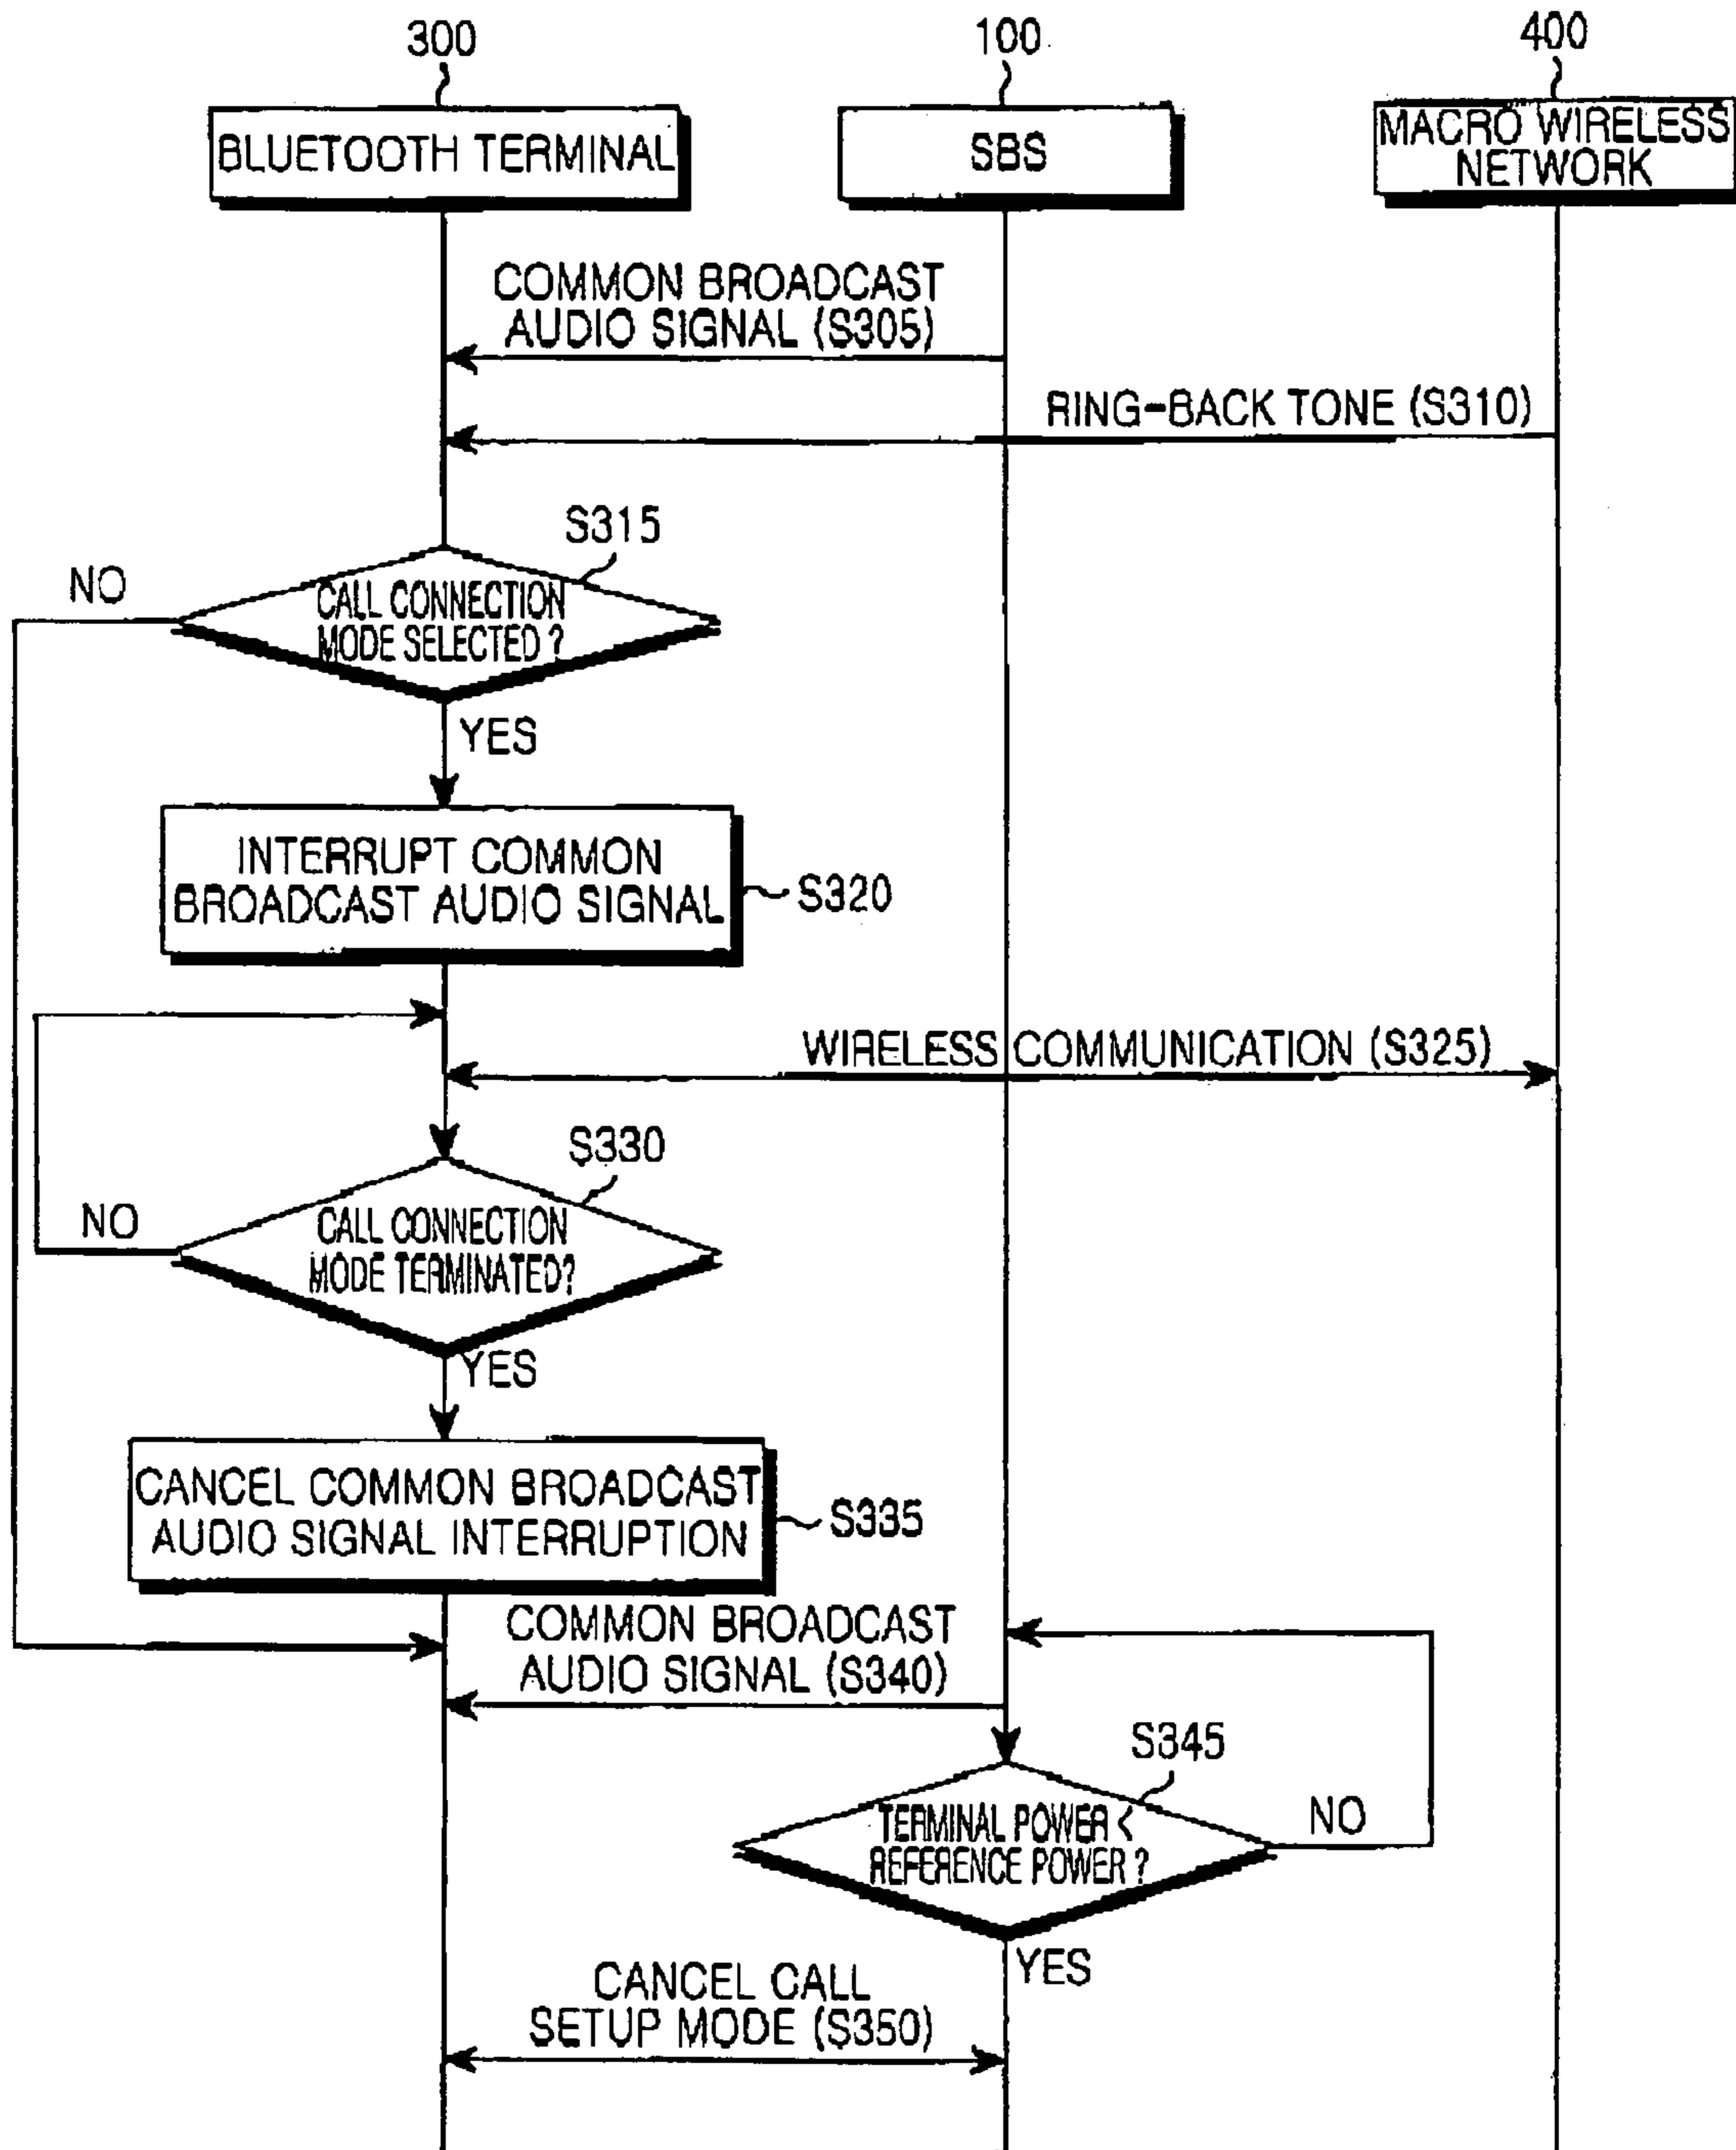 300
100
400
BLUETOOTH TERMINAL
SBS
MACRO WIRELESS
NETWORK
COMMON BROADCAST
AUDIO SIGNAL (S305)
RING-BACK TONE (S310)
S315
NO
CALL CONNECTION
MODE SELECTED ?
YES
INTERRUPT COMMON
BROADCAST AUDIO SIGNAL
S320
WIRELESS COMMUNICATION (S325)
S330
NO
CALL CONNECTION
MODE TERMINATED?
YES
CANCEL COMMON BROADCAST
AUDIO SIGNAL INTERRUPTION
S335
COMMON BROADCAST
AUDIO SIGNAL (S340)
S345
TERMINAL POWER <
REFERENCE POWER ?
NO
YES
CANCEL CALL
SETUP MODE (S350)